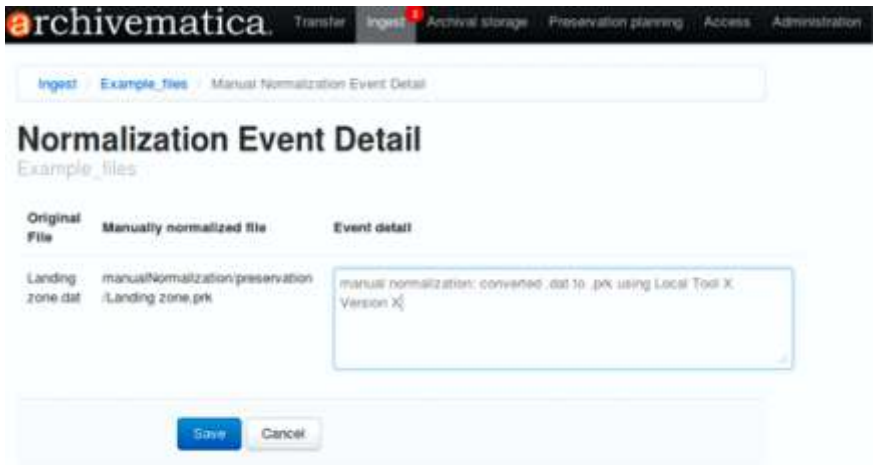 archivematica. Transfer Ingest Archival storage Preservation planning Access Administration
Ingest / Example_files / Manual Normalization Event Detail
Normalization Event Detail
Example_files
Original File Manually normalized file Event detail
Landing zone.dat
manualNormalization/preservation
/Landing zone.prk
manual normalization: converted .dat to .prk using Local Tool X
Version X
Save Cancel